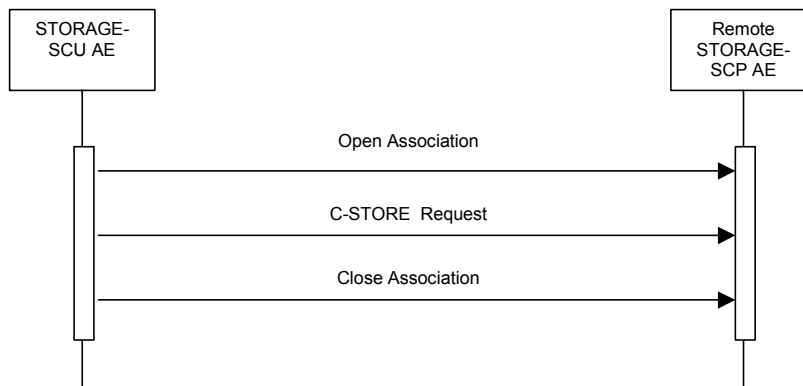 STORAGE-
SCU AE
Remote
STORAGE-
SCP AE
Open Association
C-STORE Request
Close Association